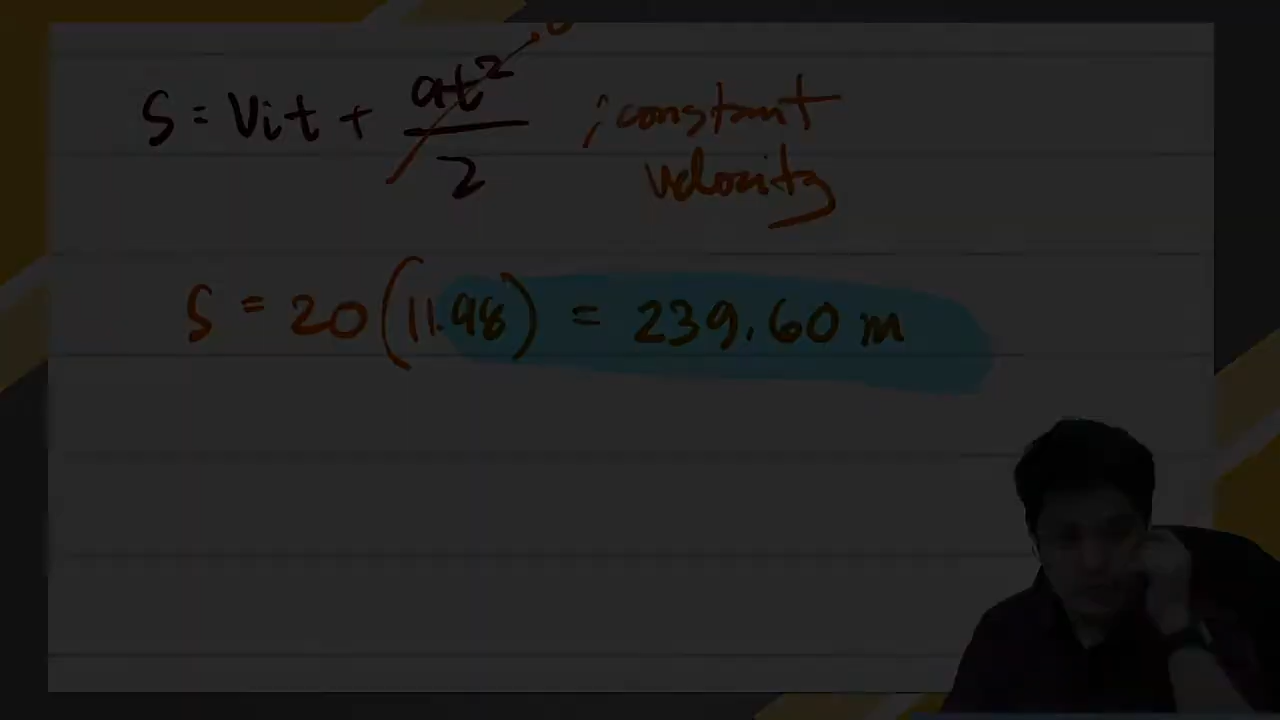 S = Vit + at²/2 ; constant
velocity
S = 20(11.98) = 239.60 m